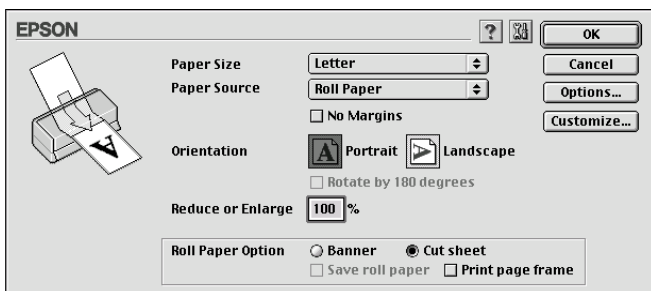 EPSON
? OK
Paper Size Letter Cancel
Paper Source Roll Paper Options...
No Margins Customize...
Orientation A Portrait A Landscape
Rotate by 180 degrees
Reduce or Enlarge 100 %
Roll Paper Option Banner Cut sheet
Save roll paper Print page frame
A